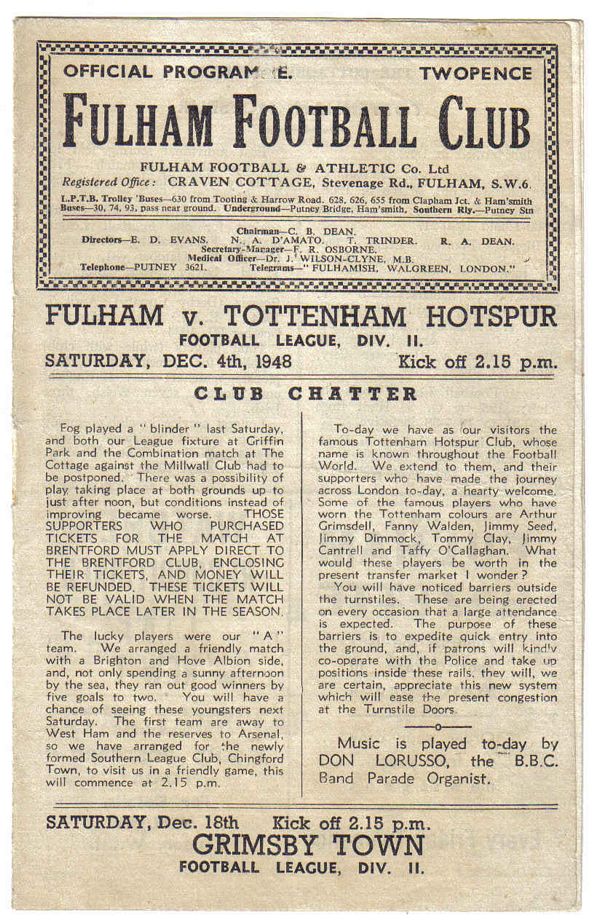 OFFICIAL PROGRAMME. TWOPENCE
FULHAM FOOTBALL CLUB
FULHAM FOOTBALL & ATHLETIC Co. Ltd
Registered Office: CRAVEN COTTAGE, Stevenage Rd., FULHAM, S.W.6.
L.P.T.B. Trolley 'Buses—630 from Tooting & Harrow Road. 628, 626, 655 from Clapham Jct. & Ham'smith
Buses—30, 74, 93, pass near ground. Underground—Putney Bridge, Ham'smith, Southern Rly.—Putney Stn
Chairman—C. B. DEAN.
Directors—E. D. EVANS. N. A. D'AMATO. T. TRINDER. R. A. DEAN.
Secretary-Manager—F. R. OSBORNE.
Medical Officer—Dr. J. WILSON-CLYNE, M.B.
Telephone—PUTNEY 3621. Telegrams—"FULHAMISH, WALGREEN, LONDON."
FULHAM v. TOTTENHAM HOTSPUR
FOOTBALL LEAGUE, DIV. II.
SATURDAY, DEC. 4th, 1948 Kick off 2.15 p.m.
CLUB CHATTER
Fog played a "blinder" last Saturday,
and both our League fixture at Griffin
Park and the Combination match at The
Cottage against the Millwall Club had to
be postponed. There was a possibility of
play taking place at both grounds up to
just after noon, but conditions instead of
improving became worse. THOSE
SUPPORTERS WHO PURCHASED
TICKETS FOR THE MATCH AT
BRENTFORD MUST APPLY DIRECT TO
THE BRENTFORD CLUB, ENCLOSING
THEIR TICKETS, AND MONEY WILL
BE REFUNDED. THESE TICKETS WILL
NOT BE VALID WHEN THE MATCH
TAKES PLACE LATER IN THE SEASON.
The lucky players were our "A"
team. We arranged a friendly match
with a Brighton and Hove Albion side,
and, not only spending a sunny afternoon
by the sea, they ran out good winners by
five goals to two. You will have a
chance of seeing these youngsters next
Saturday. The first team are away to
West Ham and the reserves to Arsenal,
so we have arranged for the newly
formed Southern League Club, Chingford
Town, to visit us in a friendly game, this
will commence at 2.15 p.m.
To-day we have as our visitors the
famous Tottenham Hotspur Club, whose
name is known throughout the Football
World. We extend to them, and their
supporters who have made the journey
across London to-day, a hearty welcome.
Some of the famous players who have
worn the Tottenham colours are Arthur
Grimsdell, Fanny Walden, Jimmy Seed,
Jimmy Dimmock, Tommy Clay, Jimmy
Cantrell and Taffy O'Callaghan. What
would these players be worth in the
present transfer market I wonder?
You will have noticed barriers outside
the turnstiles. These are being erected
on every occasion that a large attendance
is expected. The purpose of these
barriers is to expedite quick entry into
the ground, and, if patrons will kindly
co-operate with the Police and take up
positions inside these rails, they will, we
are certain, appreciate this new system
which will ease the present congestion
at the Turnstile Doors.
Music is played to-day by
DON LORUSSO, the B.B.C.
Band Parade Organist.
SATURDAY, Dec. 18th Kick off 2.15 p.m.
GRIMSBY TOWN
FOOTBALL LEAGUE, DIV. II.